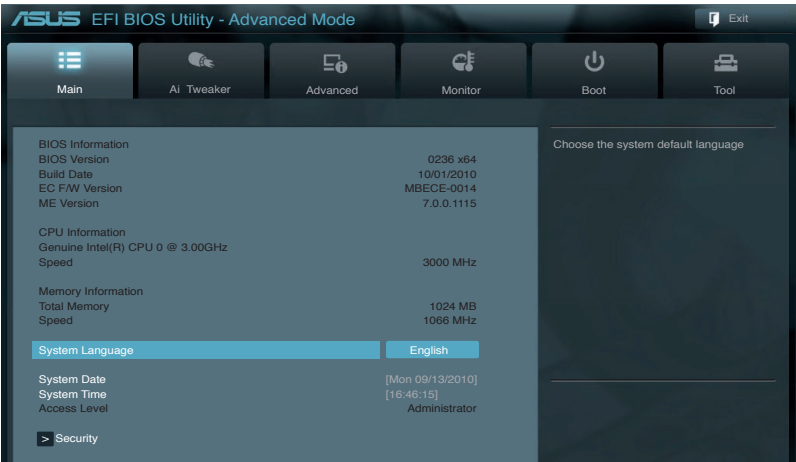 ASUS EFI BIOS Utility - Advanced Mode
Exit
Main
Ai Tweaker
Advanced
Monitor
Boot
Tool
BIOS Information
BIOS Version 0236 x64
Build Date 10/01/2010
EC F/W Version MBECE-0014
ME Version 7.0.0.1115
CPU Information
Genuine Intel(R) CPU 0 @ 3.00GHz
Speed 3000 MHz
Memory Information
Total Memory 1024 MB
Speed 1066 MHz
System Language English
System Date [Mon 09/13/2010]
System Time [16:46:15]
Access Level Administrator
> Security
Choose the system default language